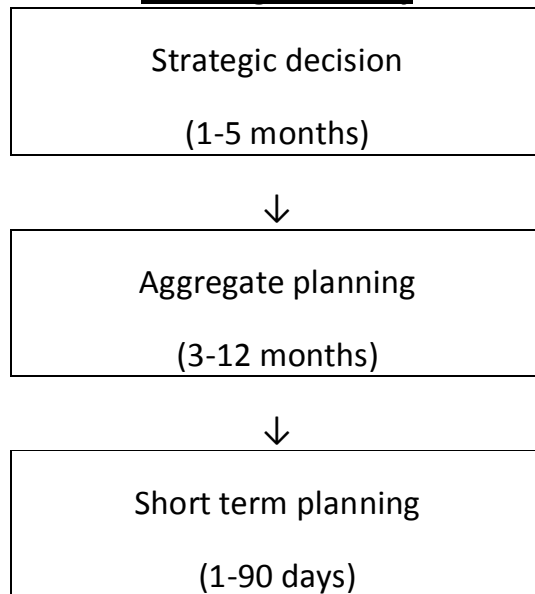 Strategic decision
(1-5 months)
↓
Aggregate planning
(3-12 months)
↓
Short term planning
(1-90 days)